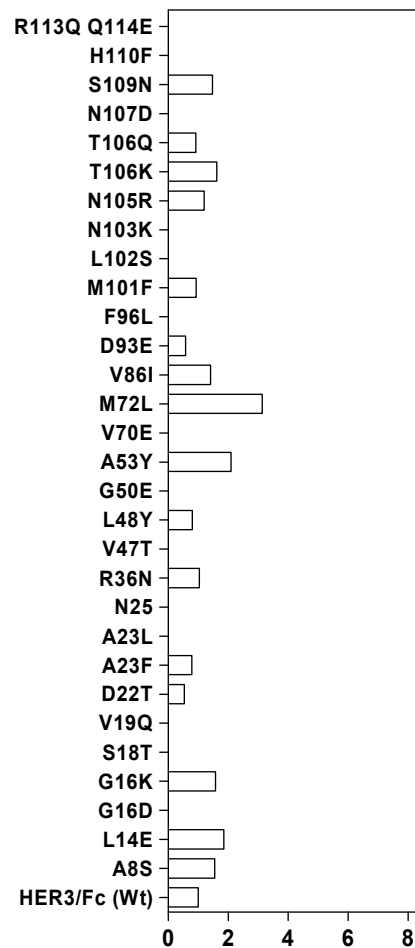 R113Q Q114E
H110F
S109N
N107D
T106Q
T106K
N105R
N103K
L102S
M101F
F96L
D93E
V86I
M72L
V70E
A53Y
G50E
L48Y
V47T
R36N
N25
A23L
A23F
D22T
V19Q
S18T
G16K
G16D
L14E
A8S
HER3/Fc (Wt)
0 2 4 6 8